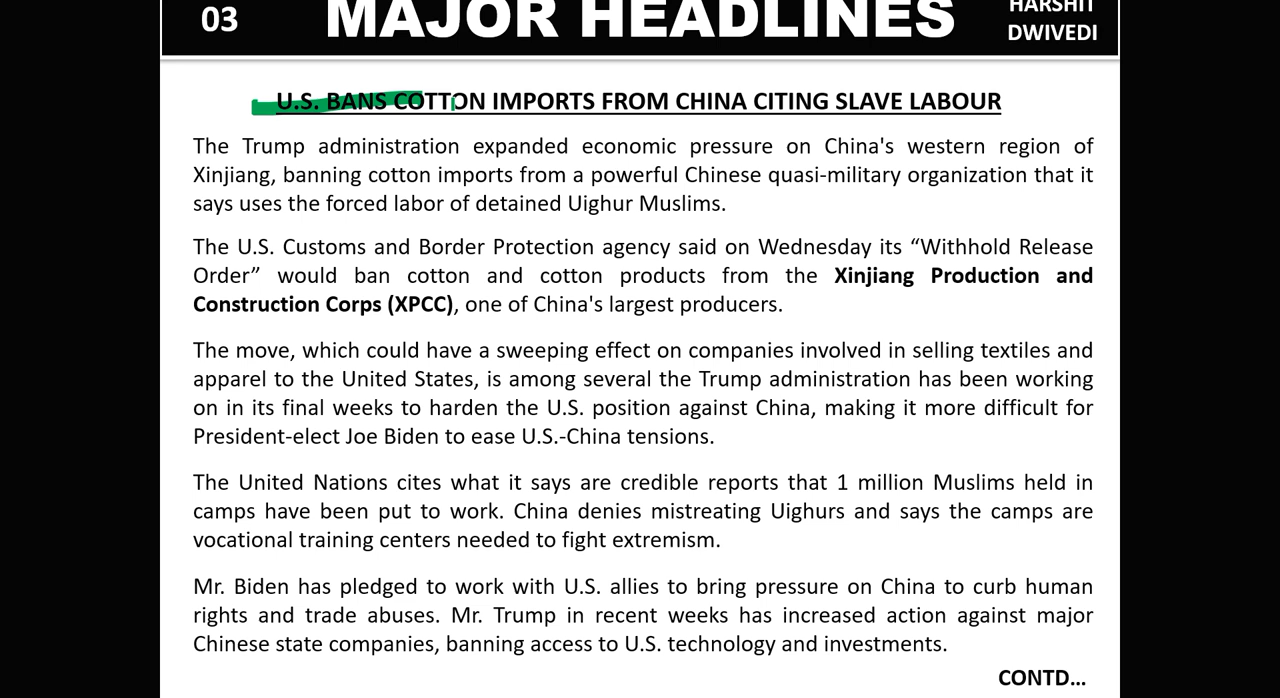 03
MAJOR HEADLINES
HARSHIT
DWIVEDI
U.S. BANS COTTON IMPORTS FROM CHINA CITING SLAVE LABOUR
The Trump administration expanded economic pressure on China's western region of
Xinjiang, banning cotton imports from a powerful Chinese quasi-military organization that it
says uses the forced labor of detained Uighur Muslims.
The U.S. Customs and Border Protection agency said on Wednesday its “Withhold Release
Order” would ban cotton and cotton products from the Xinjiang Production and
Construction Corps (XPCC), one of China's largest producers.
The move, which could have a sweeping effect on companies involved in selling textiles and
apparel to the United States, is among several the Trump administration has been working
on in its final weeks to harden the U.S. position against China, making it more difficult for
President-elect Joe Biden to ease U.S.-China tensions.
The United Nations cites what it says are credible reports that 1 million Muslims held in
camps have been put to work. China denies mistreating Uighurs and says the camps are
vocational training centers needed to fight extremism.
Mr. Biden has pledged to work with U.S. allies to bring pressure on China to curb human
rights and trade abuses. Mr. Trump in recent weeks has increased action against major
Chinese state companies, banning access to U.S. technology and investments.
CONTD...